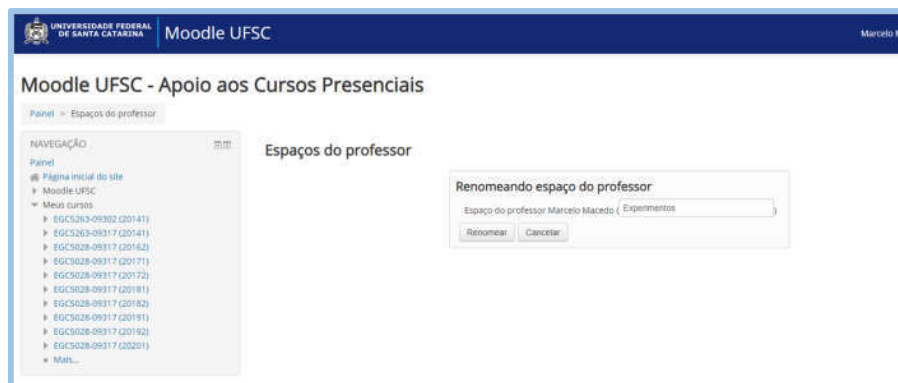 UNIVERSIDADE FEDERAL
DE SANTA CATARINA
Moodle UFSC
Marcelo M
Moodle UFSC - Apoio aos Cursos Presenciais
Painel
Espaços do professor
NAVEGAÇÃO
Painel
Página inicial do site
Moodle UFSC
Meus cursos
EGC5263-09302 (20141)
EGC5263-09317 (20141)
EGC5028-09317 (20162)
EGC5028-09317 (20171)
EGC5028-09317 (20172)
EGC5028-09317 (20181)
EGC5028-09317 (20182)
EGC5028-09317 (20191)
EGC5028-09317 (20192)
EGC5028-09317 (20201)
Mais...
Espaços do professor
Renomeando espaço do professor
Espaço do professor Marcelo Macedo ( Experimentos )
Renomear Cancelar